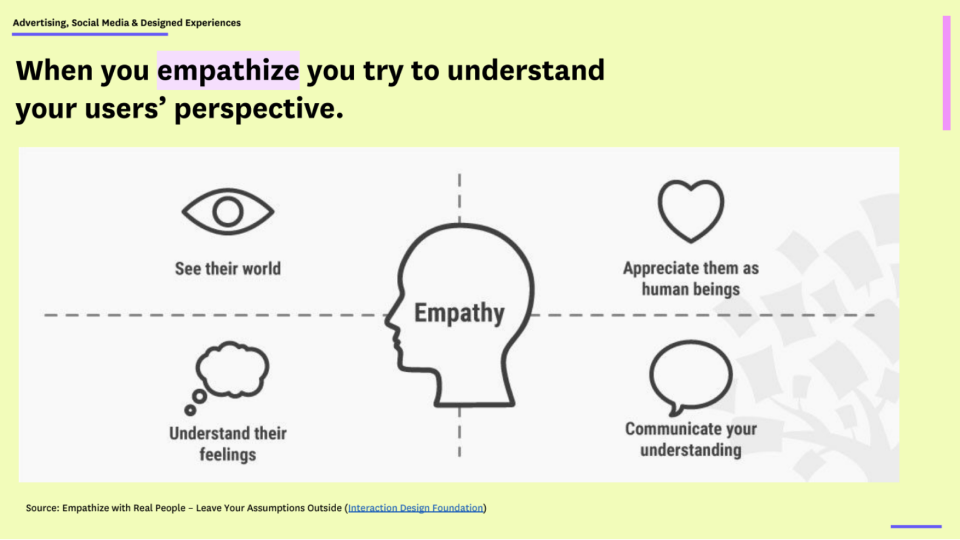 Advertising, Social Media & Designed Experiences
When you empathize you try to understand
your users’ perspective.
See their world
Appreciate them as
human beings
Empathy
Understand their
feelings
Communicate your
understanding
Source: Empathize with Real People – Leave Your Assumptions Outside (Interaction Design Foundation)